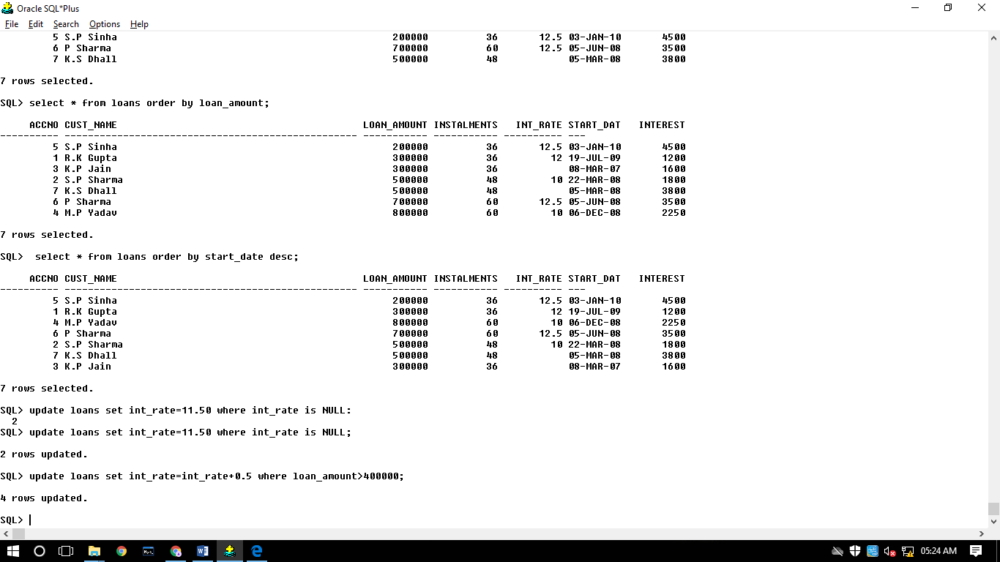 Oracle SQL*Plus
File Edit Search Options Help
5 S.P Sinha 200000 36 12.5 03-JAN-10 4500
6 P Sharma 700000 60 12.5 05-JUN-08 3500
7 K.S Dhall 500000 48 05-MAR-08 3800
7 rows selected.
SQL> select * from loans order by loan_amount;
ACCNO CUST_NAME LOAN_AMOUNT INSTALMENTS INT_RATE START_DAT INTEREST
---------- -------------------------------------------------- ----------- ----------- ---------- ---
5 S.P Sinha 200000 36 12.5 03-JAN-10 4500
1 R.K Gupta 300000 36 12 19-JUL-09 1200
3 K.P Jain 300000 36 08-MAR-07 1600
2 S.P Sharma 500000 48 10 22-MAR-08 1800
7 K.S Dhall 500000 48 05-MAR-08 3800
6 P Sharma 700000 60 12.5 05-JUN-08 3500
4 M.P Yadav 800000 60 10 06-DEC-08 2250
7 rows selected.
SQL>  select * from loans order by start_date desc;
ACCNO CUST_NAME LOAN_AMOUNT INSTALMENTS INT_RATE START_DAT INTEREST
---------- -------------------------------------------------- ----------- ----------- ---------- ---
5 S.P Sinha 200000 36 12.5 03-JAN-10 4500
1 R.K Gupta 300000 36 12 19-JUL-09 1200
4 M.P Yadav 800000 60 10 06-DEC-08 2250
6 P Sharma 700000 60 12.5 05-JUN-08 3500
2 S.P Sharma 500000 48 10 22-MAR-08 1800
7 K.S Dhall 500000 48 05-MAR-08 3800
3 K.P Jain 300000 36 08-MAR-07 1600
7 rows selected.
SQL> update loans set int_rate=11.50 where int_rate is NULL:
2
SQL> update loans set int_rate=11.50 where int_rate is NULL;
2 rows updated.
SQL> update loans set int_rate=int_rate+0.5 where loan_amount>400000;
4 rows updated.
SQL>
05:24 AM